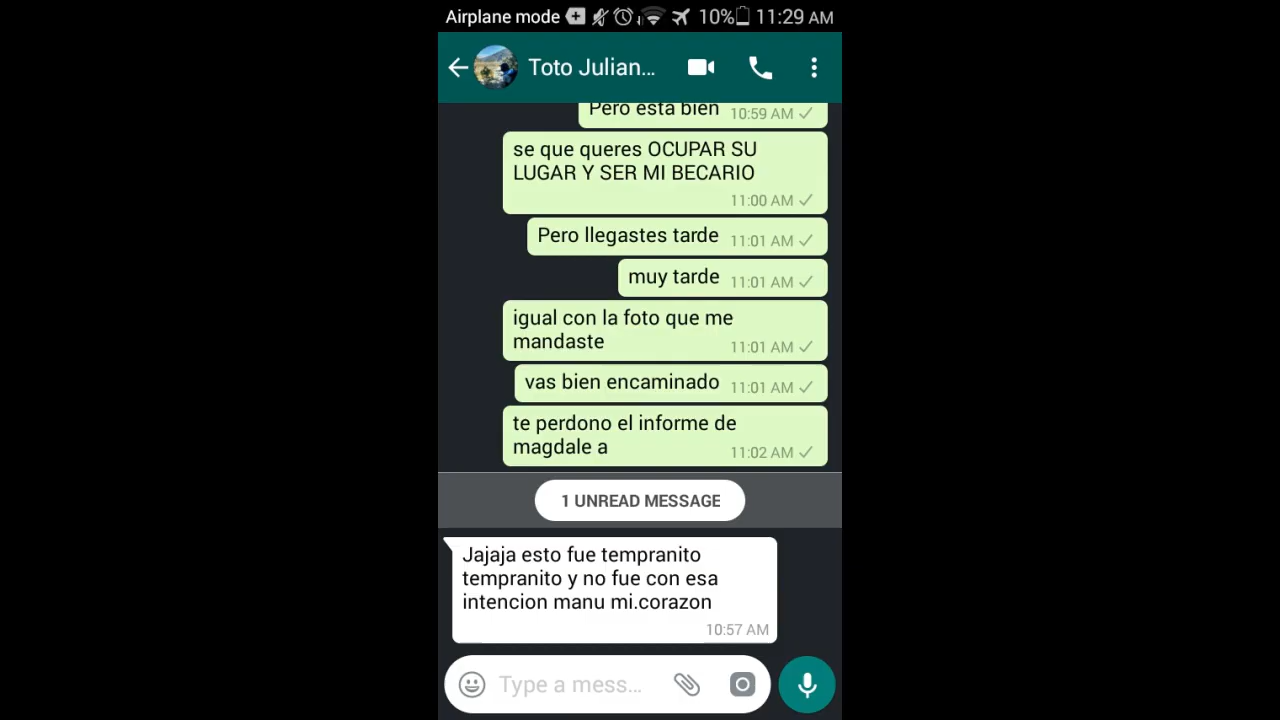 Airplane mode 10% 11:29 AM
Toto Julian...
Pero esta bien 10:59 AM
se que queres OCUPAR SU
LUGAR Y SER MI BECARIO
11:00 AM
Pero llegastes tarde 11:01 AM
muy tarde 11:01 AM
igual con la foto que me
mandaste 11:01 AM
vas bien encaminado 11:01 AM
te perdono el informe de
magdale a 11:02 AM
1 UNREAD MESSAGE
Jajaja esto fue tempranito
tempranito y no fue con esa
intencion manu mi.corazon
10:57 AM
Type a mess...